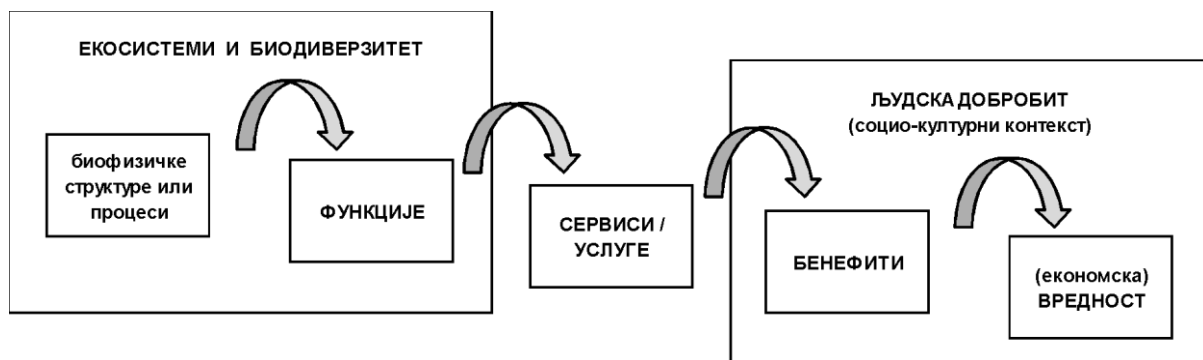 ЕКОСИСТЕМИ И БИОДИВЕРЗИТЕТ
биофизичке
структуре или
процеси
ФУНКЦИЈЕ
СЕРВИСИ /
УСЛУГЕ
ЉУДСКА ДОБРОБИТ
(социо-културни контекст)
БЕНЕФИТИ
(економска)
ВРЕДНОСТ